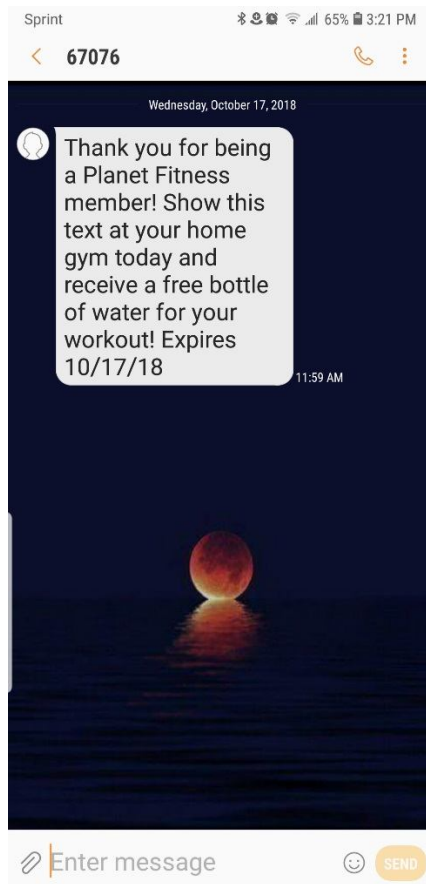 Sprint 65% 3:21 PM
67076
Wednesday, October 17, 2018
Thank you for being
a Planet Fitness
member! Show this
text at your home
gym today and
receive a free bottle
of water for your
workout! Expires
10/17/18
11:59 AM
Enter message SEND